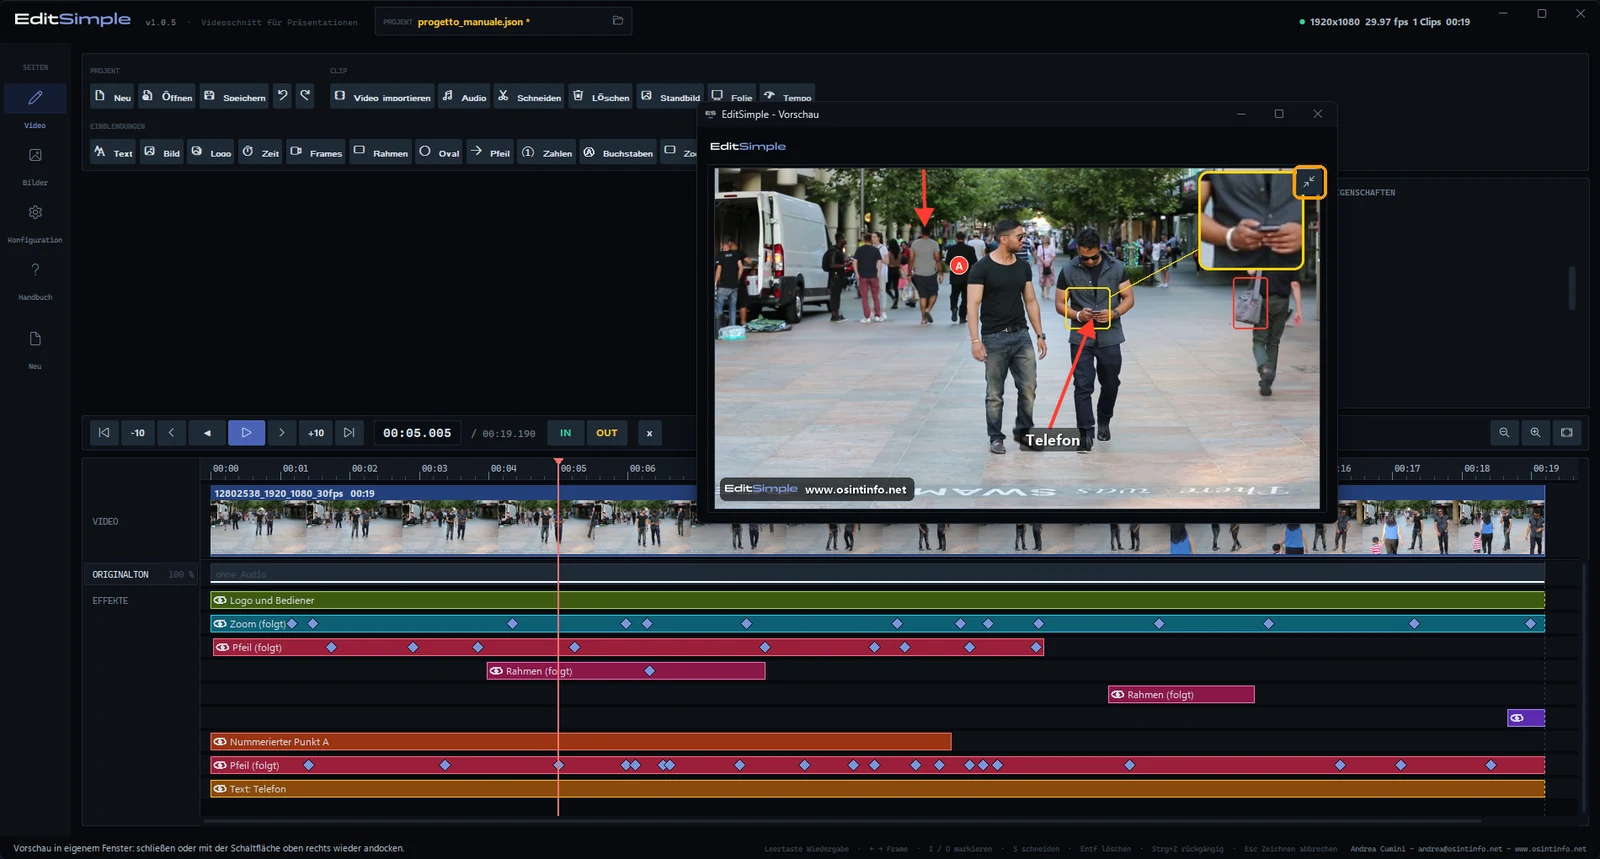 EditSimple v1.0.5 · Videoschnitt für Präsentationen
PROJEKT progetto_manuale.json *
1920x1080 29.97 fps 1 Clips 00:19
SEITEN
Video
Bilder
Konfiguration
?
Handbuch
Neu
PROJEKT
Neu Öffnen Speichern
CLIP
Video importieren Audio Schneiden Löschen Standbild Folie Tempo
EINBLENDUNGEN
Text Bild Logo Zeit Frames Rahmen Oval Pfeil 1 Zahlen A Buchstaben
EditSimple - Vorschau
EditSimple
A
Telefon
EditSimple www.osintinfo.net
There was
IGENSCHAFTEN
-10 +10 00:05.005 / 00:19.190 IN OUT x
00:00 00:01 00:02 00:03 00:04 00:05 00:06 :16 00:17 00:18 00:19
VIDEO
12802538_1920_1080_30fps 00:19
ORIGINALTON 100 %
ohne Audio
EFFEKTE
Logo und Bediener
Zoom (folgt)
Pfeil (folgt)
Rahmen (folgt)
Rahmen (folgt)
Nummerierter Punkt A
Pfeil (folgt)
Text: Telefon
Vorschau in eigenem Fenster: schließen oder mit der Schaltfläche oben rechts wieder andocken.
Leertaste Wiedergabe · ← → Frame · I / O markieren · S schneiden · Entf löschen · Strg+Z rückgängig · Esc Zeichnen abbrechen
Andrea Cumini — andrea@osintinfo.net — www.osintinfo.net